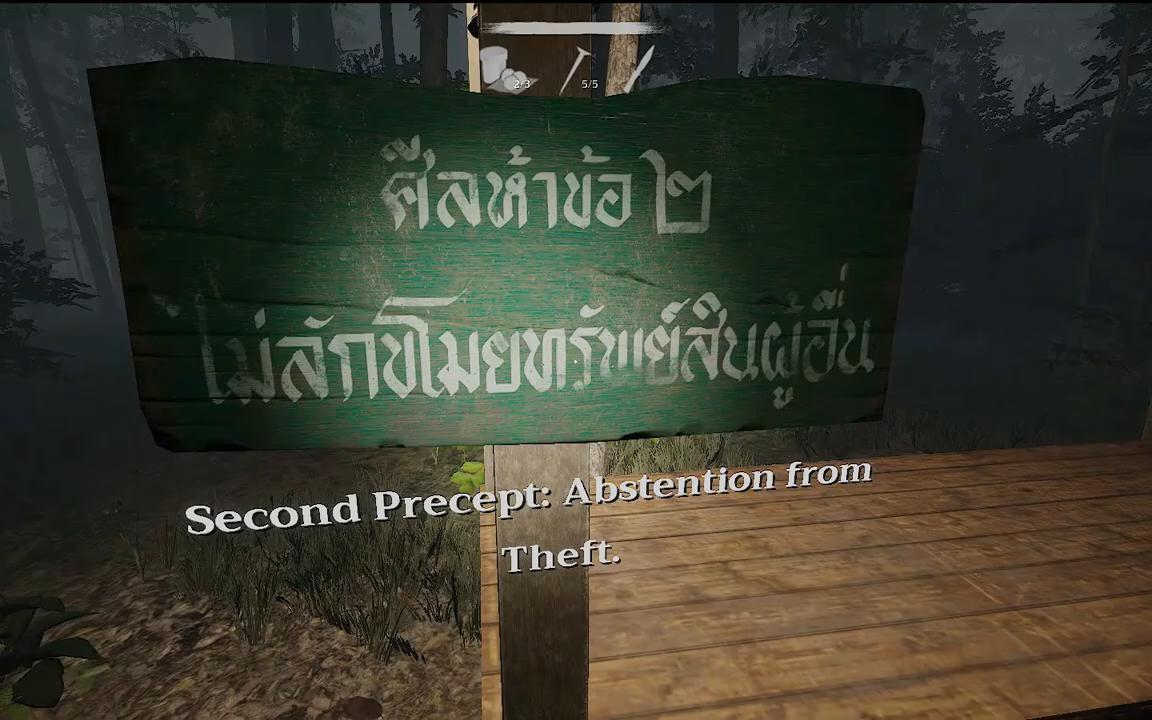 2/3 5/5
ศีลห้าข้อ ๒
ไม่ลักขโมยทรัพย์สินผู้อื่น
Second Precept: Abstention from
Theft.